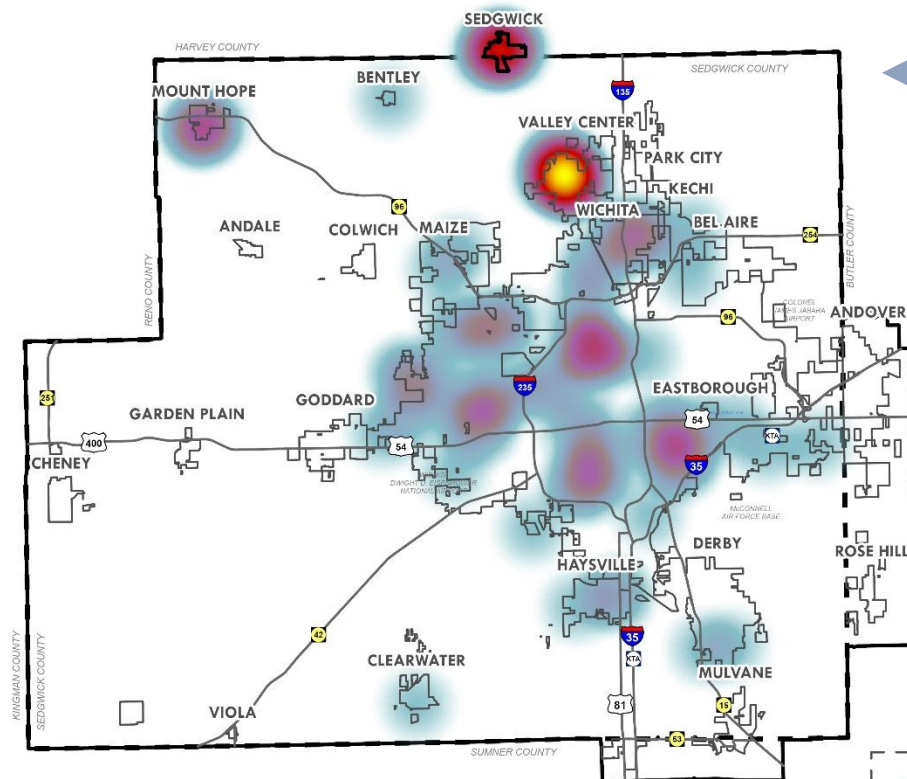 SEDGWICK
HARVEY COUNTY
SEDGWICK COUNTY
BENTLEY
MOUNT HOPE
135
VALLEY CENTER
PARK CITY
KECHI
96
WICHITA
BEL AIRE
ANDALE
COLWICH
MAIZE
254
BUTLER COUNTY
RENO COUNTY
COLONEL
JAMES JABARA
AIRPORT
ANDOVER
96
235
EASTBOROUGH
251
GARDEN PLAIN
GODDARD
54
400
54
KTA
CHENEY
35
DWIGHT D. EISENHOWER
NATIONAL
MCCONNELL
AIR FORCE BASE
DERBY
ROSE HILL
HAYSVILLE
42
35
KTA
KINGMAN COUNTY
SEDGWICK COUNTY
CLEARWATER
MULVANE
81
15
VIOLA
53
SUMNER COUNTY